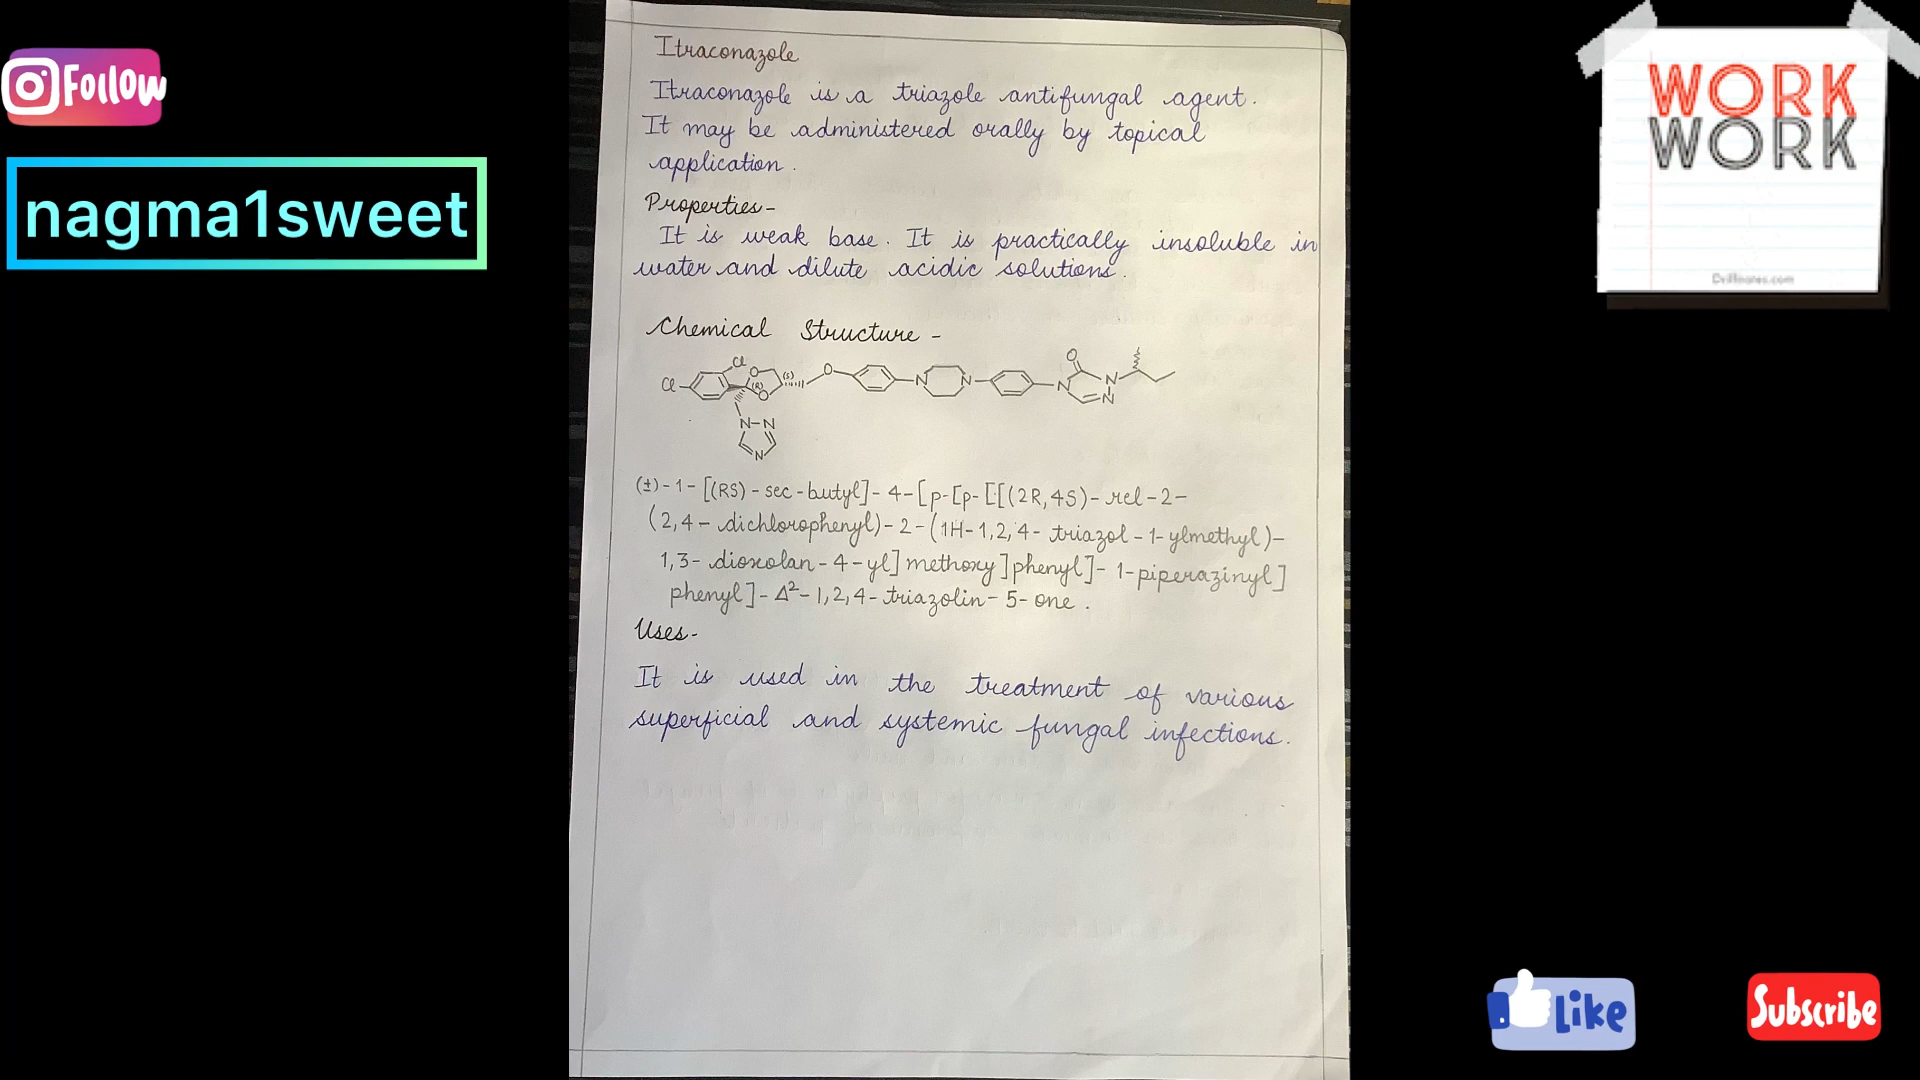 Follow
nagma1sweet
WORK
WORK
Itraconazole
Itraconazole is a triazole antifungal agent.
It may be administered orally by topical
application.
Properties-
It is weak base. It is practically insoluble in
water and dilute acidic solutions.
Chemical Structure -
Cl
Cl O (S) O O N
(R) O N N N N
N-N
N
(±)-1-[(RS)-sec-butyl]-4-[p-[p-[[[(2R,4S)-rel-2-
(2,4-dichlorophenyl)-2-(1H-1,2,4-triazol-1-ylmethyl)-
1,3-dioxolan-4-yl]methoxy]phenyl]-1-piperazinyl]
phenyl]-Δ²-1,2,4-triazolin-5-one.
Uses-
It is used in the treatment of various
superficial and systemic fungal infections.
Like
Subscribe